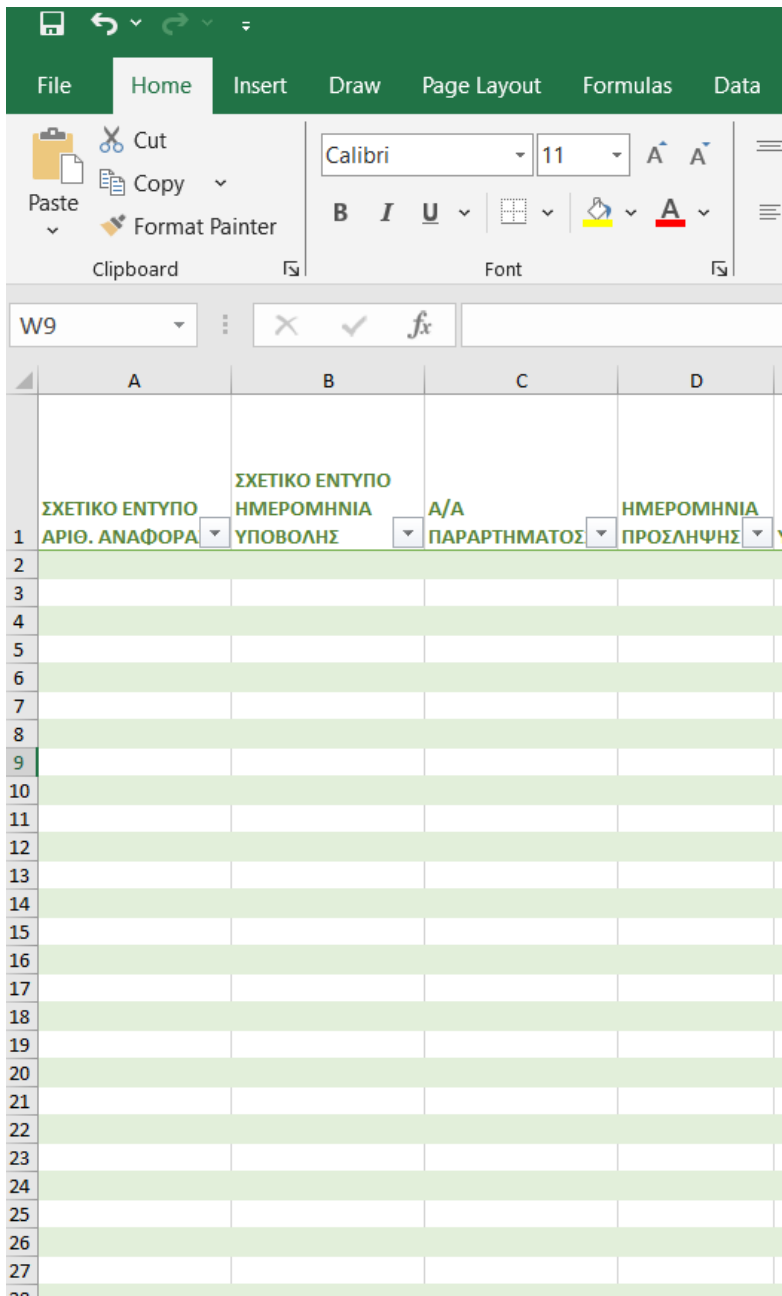 File Home Insert Draw Page Layout Formulas Data
Cut
Copy
Paste
Format Painter
Calibri 11 A A
B I U A
Clipboard Font
W9 fx
A B C D
ΣΧΕΤΙΚΟ ΕΝΤΥΠΟ
ΑΡΙΘ. ΑΝΑΦΟΡΑ
ΣΧΕΤΙΚΟ ΕΝΤΥΠΟ
ΗΜΕΡΟΜΗΝΙΑ
ΥΠΟΒΟΛΗΣ
Α/Α
ΠΑΡΑΡΤΗΜΑΤΟΣ
ΗΜΕΡΟΜΗΝΙΑ
ΠΡΟΣΛΗΨΗΣ
1
2
3
4
5
6
7
8
9
10
11
12
13
14
15
16
17
18
19
20
21
22
23
24
25
26
27